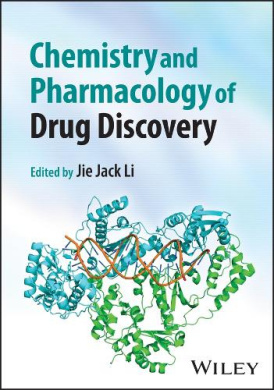 Chemistry and
Pharmacology of
Drug Discovery
Edited by Jie Jack Li
WILEY